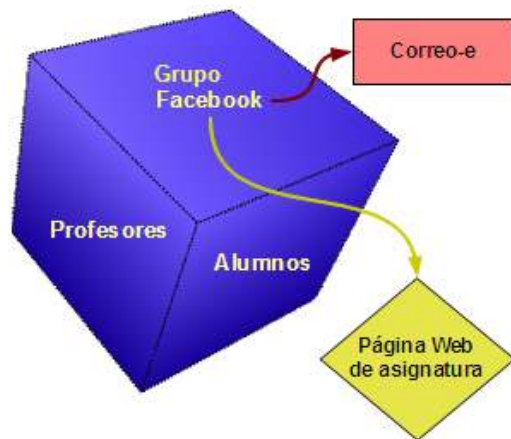 Correo-e
Grupo
Facebook
Profesores
Alumnos
Página Web
de asignatura